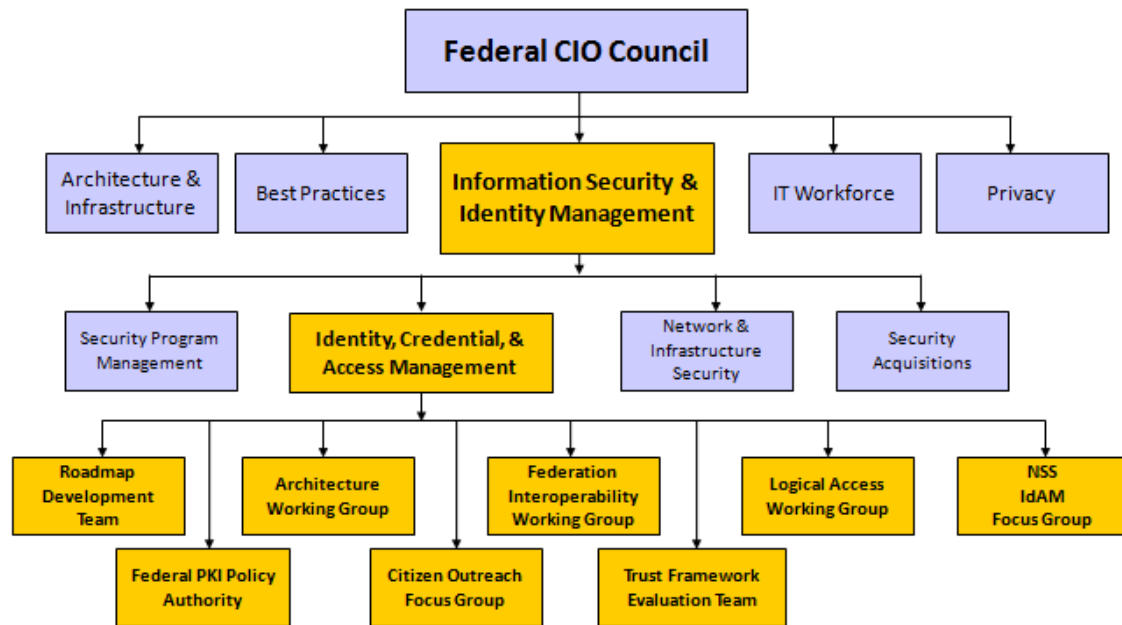 Federal CIO Council
Architecture &
Infrastructure
Best Practices
Information Security &
Identity Management
IT Workforce
Privacy
Security Program
Management
Identity, Credential, &
Access Management
Network &
Infrastructure
Security
Security
Acquisitions
Roadmap
Development
Team
Architecture
Working Group
Federation
Interoperability
Working Group
Logical Access
Working Group
NSS
IdAM
Focus Group
Federal PKI Policy
Authority
Citizen Outreach
Focus Group
Trust Framework
Evaluation Team